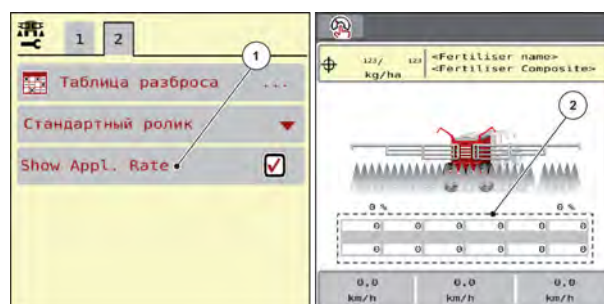 1 2
1
Таблица разброса ...
Стандартный ролик
Show Appl. Rate
123/ 123 <Fertiliser name>
kg/ha <Fertiliser Composite>
2
0 % 0 %
0 0 0 0 0 0
0 0 0 0 0 0
0.0 0.0 0.0
km/h km/h km/h